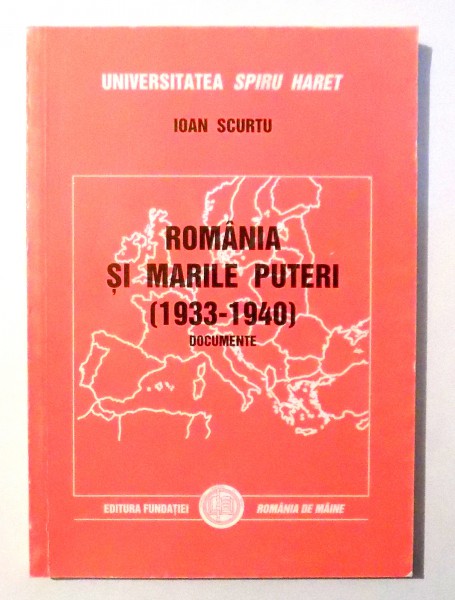 UNIVERSITATEA SPIRU HARET
IOAN SCURTU
ROMÂNIA
ȘI MARILE PUTERI
(1933-1940)
DOCUMENTE
EDITURA FUNDAȚIEI ROMÂNIA DE MÂINE